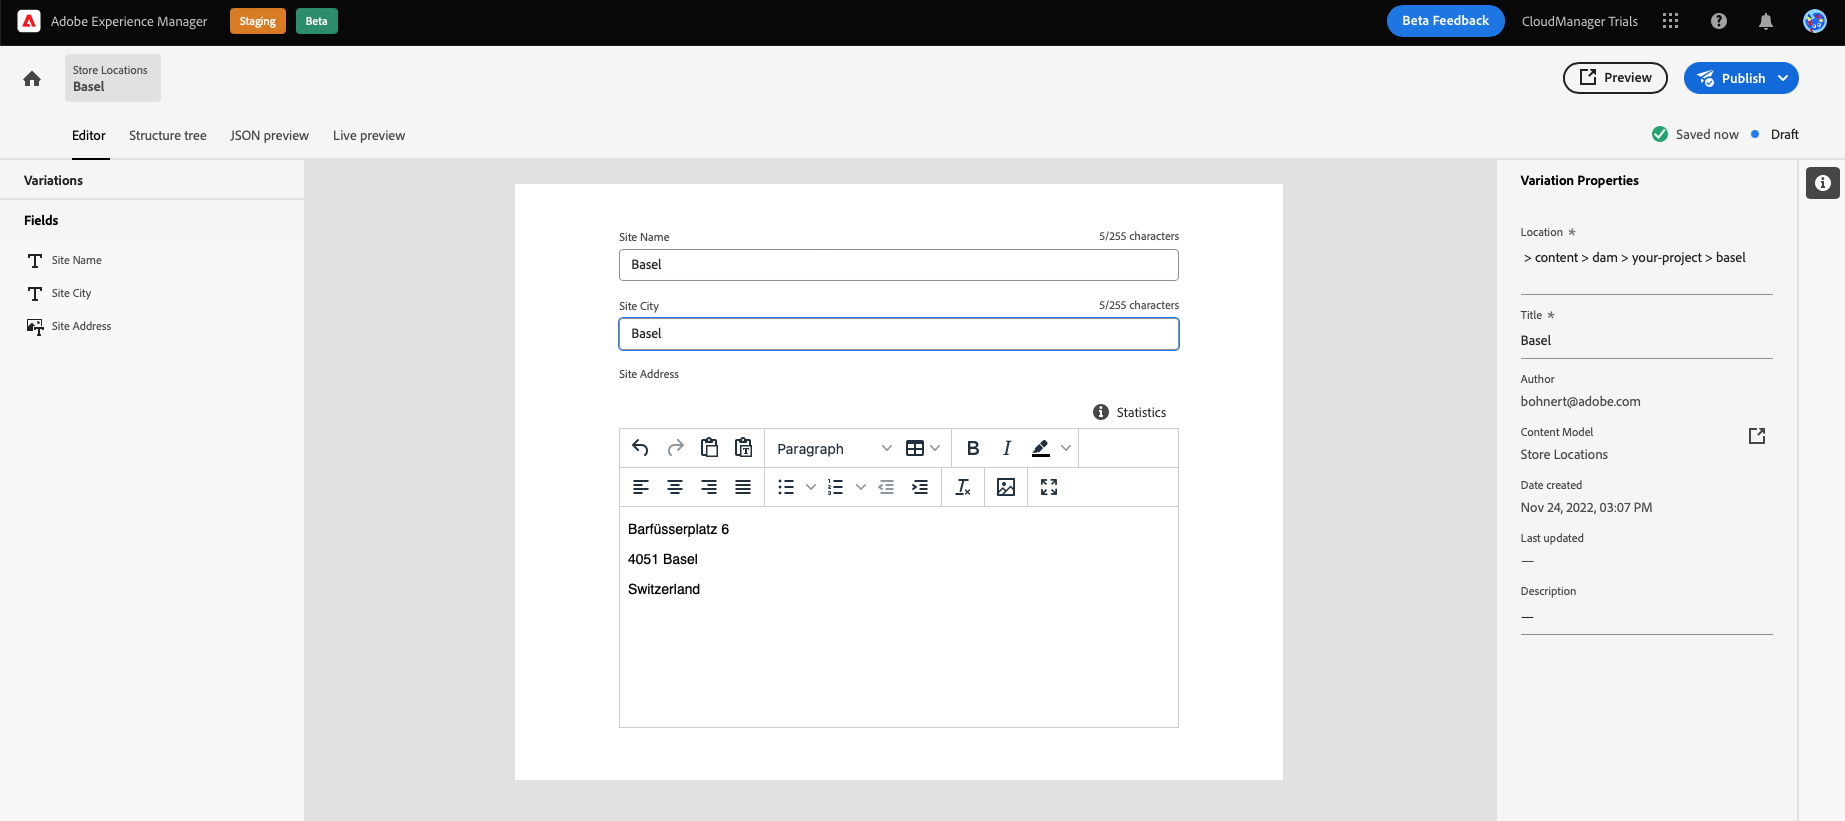 Adobe Experience Manager
Staging
Beta
Beta Feedback
CloudManager Trials
Store Locations
Basel
Preview
Publish
Editor
Structure tree
JSON preview
Live preview
Saved now
Draft
Variations
Fields
Site Name
Site City
Site Address
Site Name
5/255 characters
Basel
Site City
5/255 characters
Basel
Site Address
Statistics
Paragraph
Barfüsserplatz 6
4051 Basel
Switzerland
Variation Properties
Location *
> content > dam > your-project > basel
Title *
Basel
Author
bohnert@adobe.com
Content Model
Store Locations
Date created
Nov 24, 2022, 03:07 PM
Last updated
—
Description
—